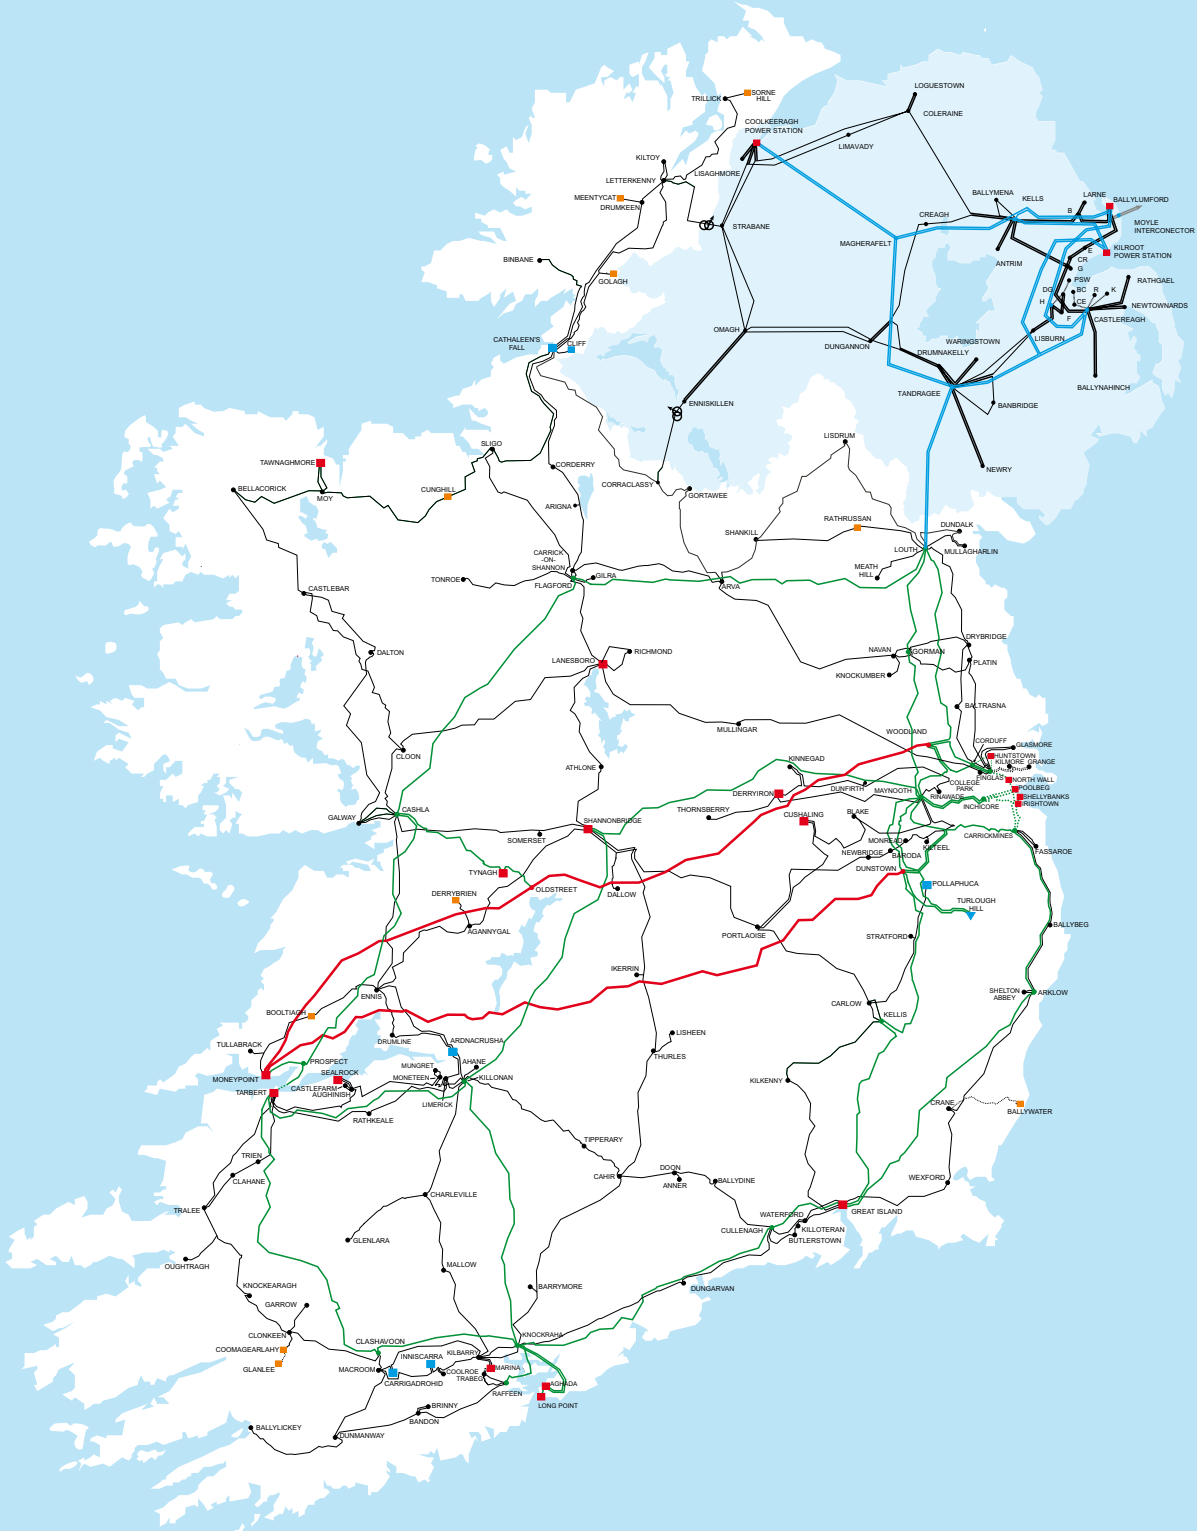 LOGUESTOWN
SORNE
HILL
TRILLICK
COLERAINE
COOLKEERAGH
POWER STATION
LIMAVADY
KILTOY
LISAGHMORE
LETTERKENNY
BALLYMENA
KELLS
LARNE
BALLYLUMFORD
MEENTYCAT
DRUMKEEN
B
CREAGH
MOYLE
INTERCONNECTOR
STRABANE
MAGHERAFELT
E
KILROOT
POWER STATION
BINBANE
ANTRIM
CR
G
GOLAGH
PSW
RATHGAEL
DG
BC
R
K
H
CE
NEWTOWNARDS
F
CASTLEREAGH
OMAGH
CATHALEEN'S
FALL
CLIFF
DUNGANNON
WARINGSTOWN
LISBURN
DRUMNAKELLY
BALLYNAHINCH
TANDRAGEE
ENNISKILLEN
BANBRIDGE
LISDRUM
SLIGO
TAWNAGHMORE
CORDERRY
NEWRY
BELLACORICK
CUNGHILL
CORRACLASSY
MOY
GORTAWEE
ARIGNA
RATHRUSSAN
DUNDALK
SHANKILL
LOUTH
MULLAGHARLIN
CARRICK
-ON-
SHANNON
MEATH
HILL
TONROE
GILRA
FLAGFORD
ARVA
CASTLEBAR
DRYBRIDGE
DALTON
RICHMOND
NAVAN
GORMAN
LANESBORO
PLATIN
KNOCKUMBER
BALTRASNA
MULLINGAR
WOODLAND
CORDUFF
GLASMORE
CLOON
HUNTSTOWN
KINNEGAD
KILMORE
GRANGE
ATHLONE
FINGLAS
NORTH WALL
COLLEGE
PARK
DUNFIRTH
MAYNOOTH
POOLBEG
DERRYIRON
RINAWADE
SHELLYBANKS
INCHICORE
IRISHTOWN
CASHLA
THORNSBERRY
BLAKE
CUSHALING
GALWAY
SHANNONBRIDGE
CARRICKMINES
SOMERSET
MONREAD
KILTEEL
FASSAROE
NEWBRIDGE
BARODA
DUNSTOWN
TYNAGH
POLLAPHUCA
OLDSTREET
DERRYBRIEN
DALLOW
TURLOUGH
HILL
AGANNYGAL
BALLYBEG
PORTLAOISE
STRATFORD
IKERRIN
ENNIS
SHELTON
ABBEY
ARKLOW
CARLOW
BOOLTIAGH
KELLIS
LISHEEN
DRUMLINE
ARDNACRUSHA
TULLABRACK
THURLES
PROSPECT
AHANE
MUNGRET
SEALROCK
MONEYPOINT
MONETEEN
KILLONAN
KILKENNY
CASTLEFARM
TARBERT
AUGHINISH
LIMERICK
CRANE
RATHKEALE
BALLYWATER
TIPPERARY
TRIEN
DOON
CAHIR
CLAHANE
ANNER
BALLYDINE
WEXFORD
CHARLEVILLE
TRALEE
WATERFORD
GREAT ISLAND
CULLENAGH
KILLOTERAN
GLENLARA
BUTLERSTOWN
OUGHTRAGH
MALLOW
KNOCKEARAGH
BARRYMORE
DUNGARVAN
GARROW
CLONKEEN
KNOCKRAHA
CLASHAVOON
COOMAGEARLAHY
KILBARRY
INNISCARRA
MACROOM
GLANLEE
COOLROE
MARINA
TRABEG
CARRIGADROHID
AGHADA
RAFFEEN
LONG POINT
BRINNY
BANDON
BALLYLICKEY
DUNMANWAY